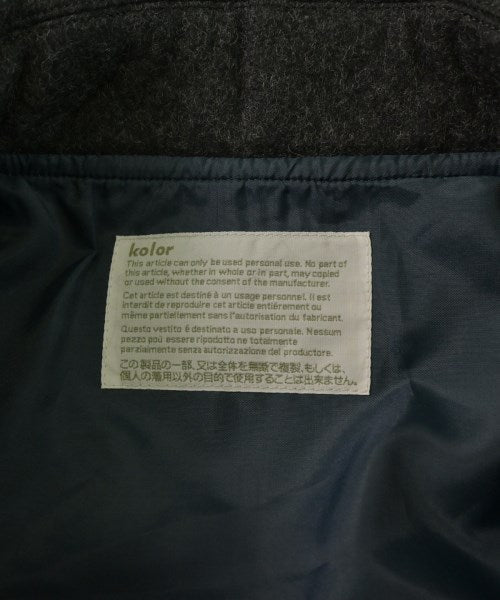 kolor
This article can only be used personal use. No part of
this article, whether in whole or in part, may copied
or used without the consent of the manufacturer.
Cet article est destiné à un usage personnel. Il est
interdit de reproduire cet article entièrement ou
même partiellement sans l'autorisation du fabricant.
Questo vestito é destinato a uso personale. Nessum
pezzo puú essere ripodotto ne totalmente
parzialmente senza autorizzazione del produttore.
この製品の一部、又は全体を無断で複製、もしくは、
個人の着用以外の目的で使用することは出来ません。